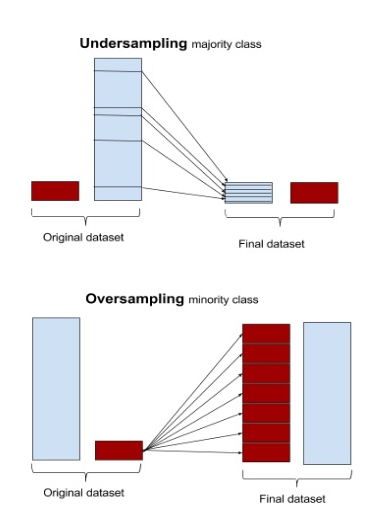 Undersampling majority class
Original dataset
Final dataset
Oversampling minority class
Original dataset
Final dataset